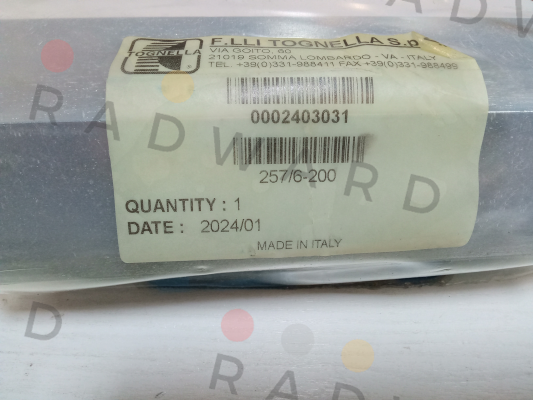 F.LLI TOGNELLA S.p
VIA GOITO, 60
21019 SOMMA LOMBARDO - VA - ITALY
TEL. +39(0)331-988411 FAX +39(0)331-988499
TOGNELLA
0002403031
257/6-200
QUANTITY : 1
DATE : 2024/01
MADE IN ITALY
RADWARD
RADWARD